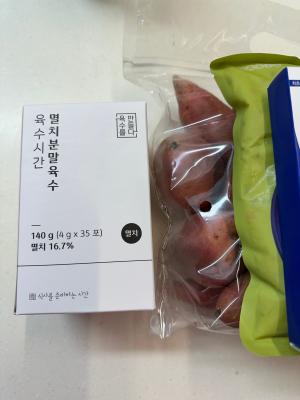 멸치분말육수
육수시간
육수를
만들다
140 g (4 g x 35 포)
멸치 16.7%
멸치
식사를 준비하는 시간